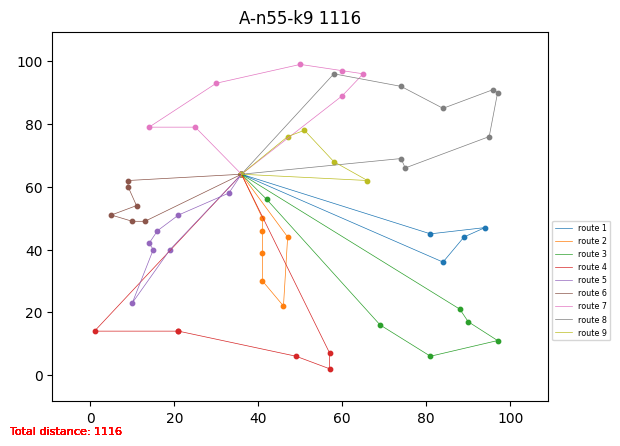 A-n55-k9 1116
100
80
60
40
20
0
0 20 40 60 80 100
route 1
route 2
route 3
route 4
route 5
route 6
route 7
route 8
route 9
Total distance: 1116